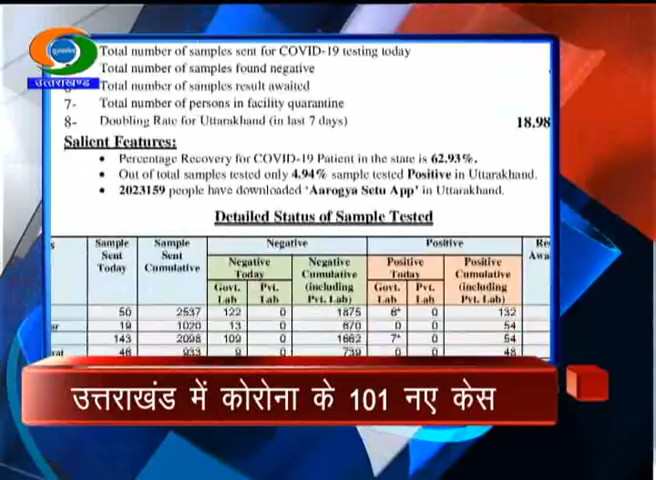 Total number of samples sent for COVID-19 testing today
Total number of samples found negative
Total number of samples result awaited
उत्तराखण्ड
7- Total number of persons in facility quarantine
8- Doubling Rate for Uttarakhand (in last 7 days) 18.98
Salient Features:
• Percentage Recovery for COVID-19 Patient in the state is 62.93%.
• Out of total samples tested only 4.94% sample tested Positive in Uttarakhand.
• 2023159 people have downloaded 'Aarogya Setu App' in Uttarakhand.
Detailed Status of Sample Tested
Sample Sent Today Sample Sent Cumulative Negative Positive
Negative Today Negative Cumulative (including Pvt. Lab) Positive Today Positive Cumulative (including Pvt. Lab)
Govt. Lab Pvt. Lab Govt. Lab Pvt. Lab
50 2537 122 0 1875 6* 0 132
19 1020 13 0 670 0 0 54
143 2098 109 0 1662 7* 0 54
46 933 9 0 739 0 0 48
उत्तराखंड में कोरोना के 101 नए केस